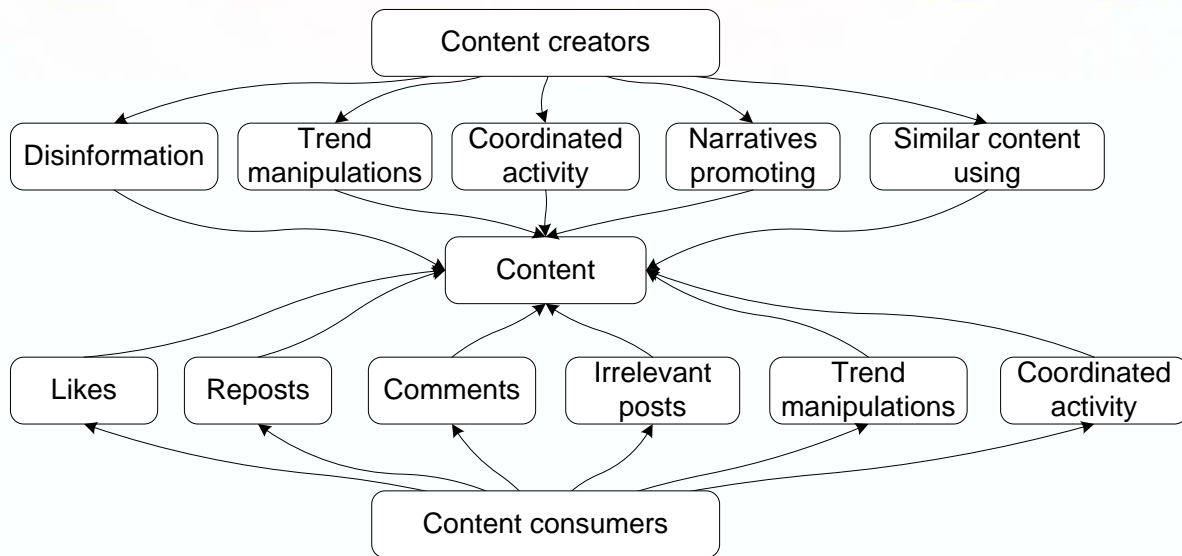 Content creators
Disinformation
Trend
manipulations
Coordinated
activity
Narratives
promoting
Similar content
using
Content
Likes
Reposts
Comments
Irrelevant
posts
Trend
manipulations
Coordinated
activity
Content consumers